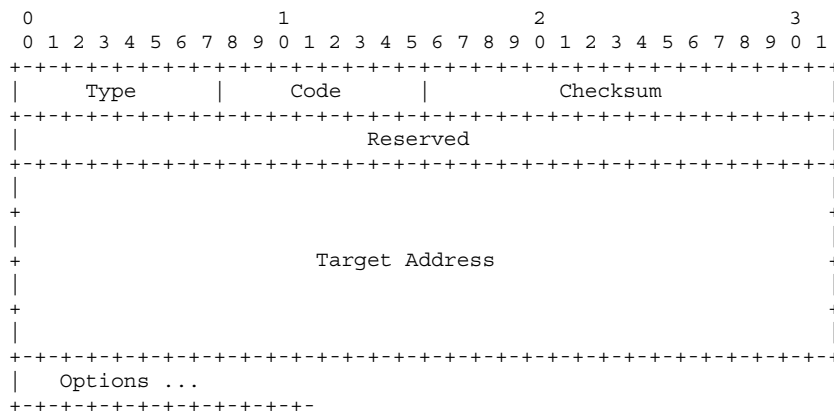 0                   1                   2                   3
0 1 2 3 4 5 6 7 8 9 0 1 2 3 4 5 6 7 8 9 0 1 2 3 4 5 6 7 8 9 0 1
+-+-+-+-+-+-+-+-+-+-+-+-+-+-+-+-+-+-+-+-+-+-+-+-+-+-+-+-+-+-+-+-+
|     Type      |     Code      |          Checksum             |
+-+-+-+-+-+-+-+-+-+-+-+-+-+-+-+-+-+-+-+-+-+-+-+-+-+-+-+-+-+-+-+-+
|                           Reserved                            |
+-+-+-+-+-+-+-+-+-+-+-+-+-+-+-+-+-+-+-+-+-+-+-+-+-+-+-+-+-+-+-+-+
|                                                               |
+                                                               +
|                                                               |
+                       Target Address                          +
|                                                               |
+                                                               +
|                                                               |
+-+-+-+-+-+-+-+-+-+-+-+-+-+-+-+-+-+-+-+-+-+-+-+-+-+-+-+-+-+-+-+-+
|   Options ...
+-+-+-+-+-+-+-+-+-+-+-+-